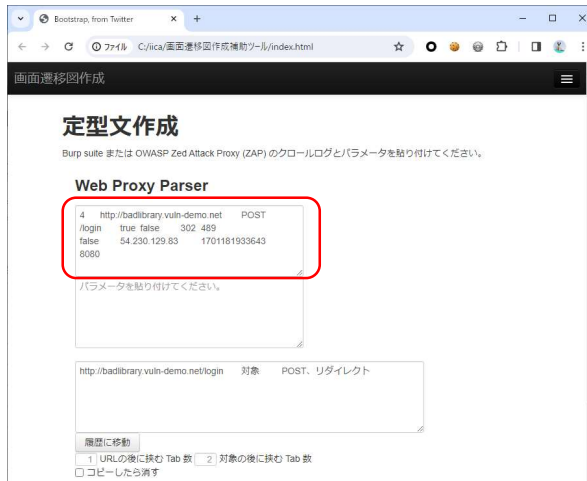 Bootstrap, from Twitter
ファイル C:/iica/画面遷移図作成補助ツール/index.html
画面遷移図作成
定型文作成
Burp suite または OWASP Zed Attack Proxy (ZAP) のクロールログとパラメータを貼り付けてください。
Web Proxy Parser
4 http://badlibrary.vuln-demo.net POST
/login true false 302 489
false 54.230.129.83 1701181933643
8080
パラメータを貼り付けてください。
http://badlibrary.vuln-demo.net/login 対象 POST、リダイレクト
履歴に移動
1 URLの後に挟む Tab 数 2 対象の後に挟む Tab 数
コピーしたら消す